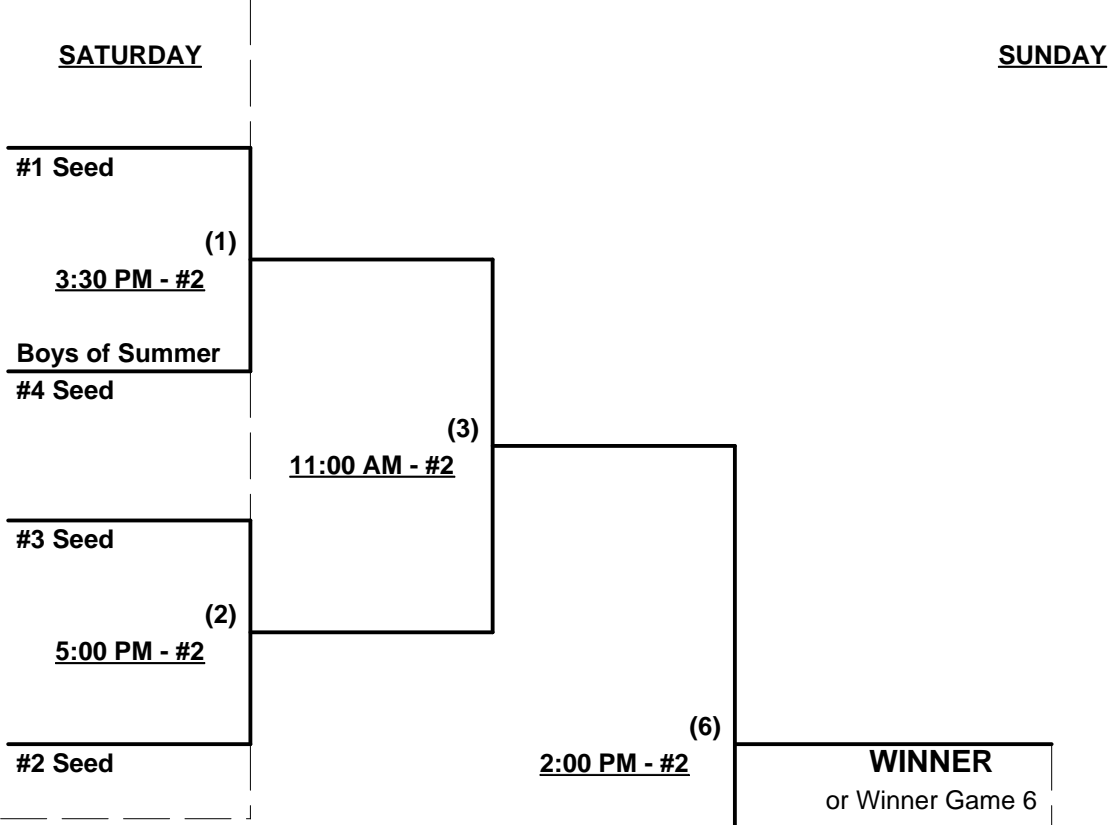 SATURDAY
SUNDAY
#1 Seed
(1)
3:30 PM - #2
Boys of Summer
#4 Seed
(3)
11:00 AM - #2
#3 Seed
(2)
5:00 PM - #2
(6)
#2 Seed
2:00 PM - #2
WINNER
or Winner Game 6